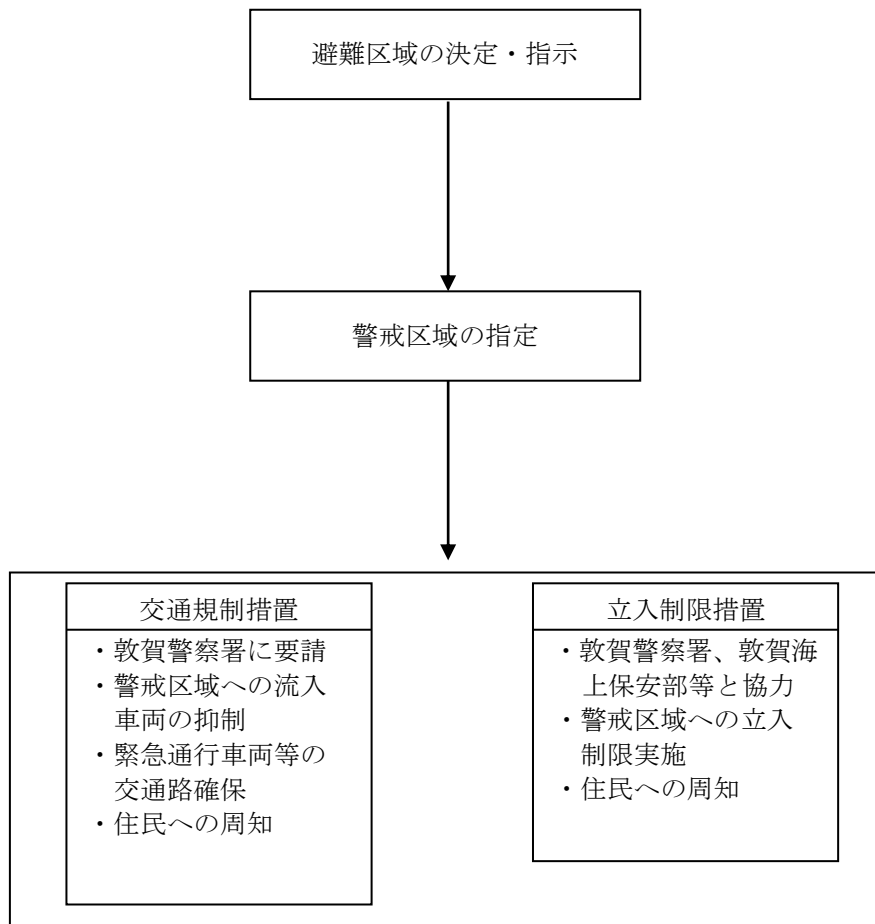 避難区域の決定・指示
警戒区域の指定
交通規制措置
・敦賀警察署に要請
・警戒区域への流入
車両の抑制
・緊急通行車両等の
交通路確保
・住民への周知
立入制限措置
・敦賀警察署、敦賀海
上保安部等と協力
・警戒区域への立入
制限実施
・住民への周知